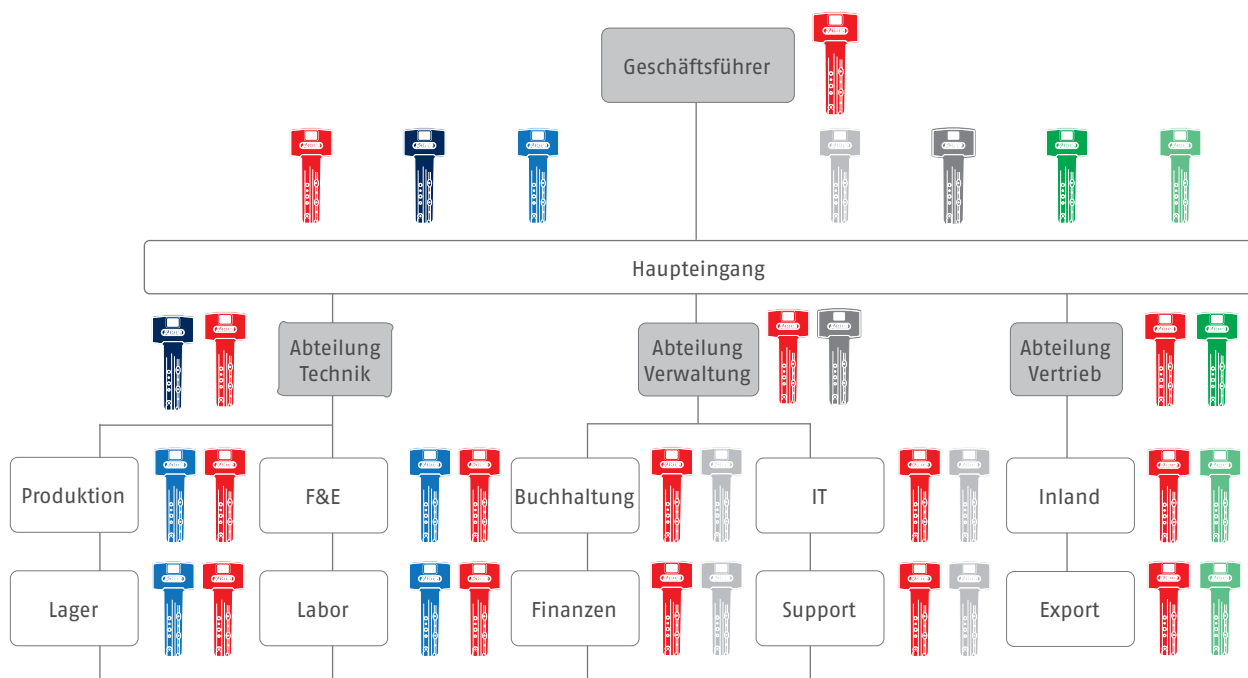 Geschäftsführer
Haupteingang
Abteilung
Technik
Abteilung
Verwaltung
Abteilung
Vertrieb
Produktion
F&E
Buchhaltung
IT
Inland
Lager
Labor
Finanzen
Support
Export